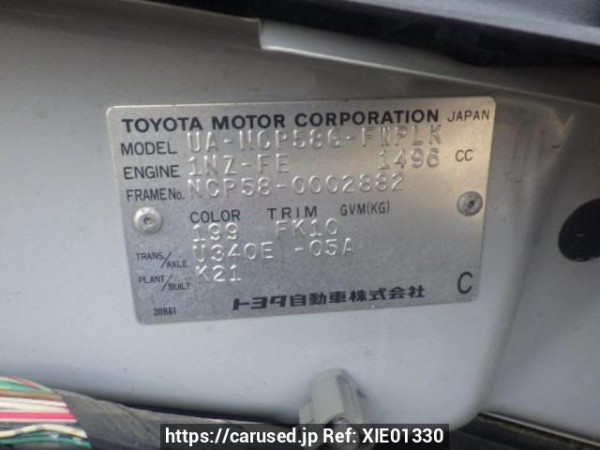 TOYOTA MOTOR CORPORATION JAPAN
MODEL UA-NCP58G-FWPLK
ENGINE 1NZ-FE 1496 CC
FRAME No. NCP58-0002882
COLOR TRIM GVM(KG)
199 FK10
TRANS./AXLE U340E -05A
PLANT/BUILT K21
トヨタ自動車株式会社 C
30881
https://carused.jp Ref: XIE01330